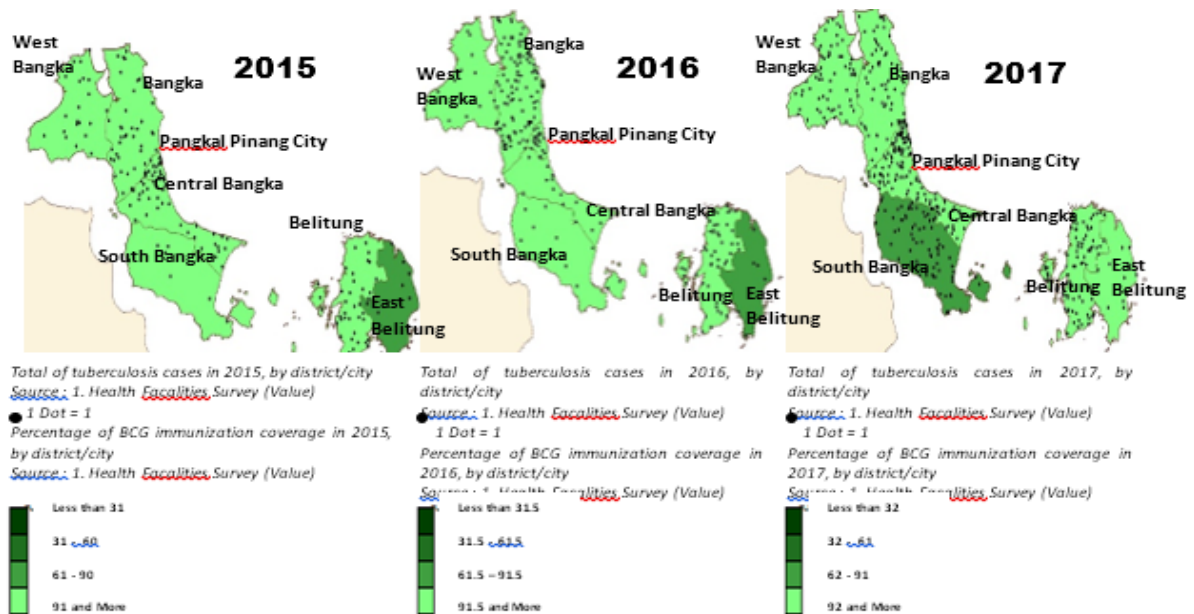 2015
West
Bangka
Bangka
Pangkal Pinang City
Central Bangka
Belitung
South Bangka
East
Belitung
Total of tuberculosis cases in 2015, by district/city
Source : 1. Health Facalities Survey (Value)
1 Dot = 1
Percentage of BCG immunization coverage in 2015,
by district/city
Source : 1. Health Facalities Survey (Value)
Less than 31
31 - 60
61 - 90
91 and More
2016
Bangka
West
Bangka
Pangkal Pinang City
Central Bangka
South Bangka
Belitung
East
Belitung
Total of tuberculosis cases in 2016, by
district/city
Source : 1. Health Facalities Survey (Value)
1 Dot = 1
Percentage of BCG immunization coverage in
2016, by district/city
Source : 1. Health Facalities Survey (Value)
Less than 31.5
31.5 - 61.5
61.5 – 91.5
91.5 and More
2017
West
Bangka
Bangka
Pangkal Pinang City
Central Bangka
South Bangka
Belitung
East
Belitung
Total of tuberculosis cases in 2017, by
district/city
Source : 1. Health Facalities Survey (Value)
1 Dot = 1
Percentage of BCG immunization coverage in
2017, by district/city
Source : 1. Health Facalities Survey (Value)
Less than 32
32 - 61
62 - 91
92 and More